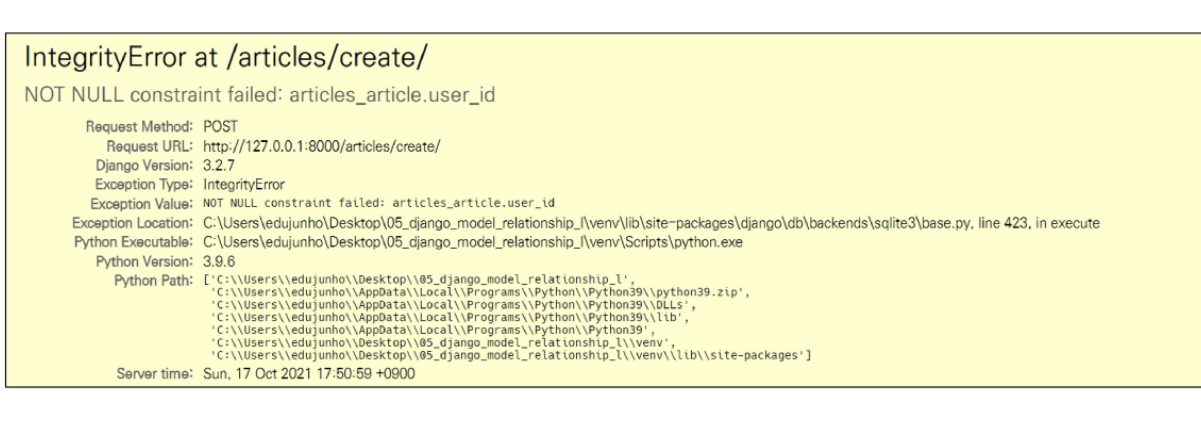 IntegrityError at /articles/create/
NOT NULL constraint failed: articles_article.user_id
Request Method: POST
Request URL: http://127.0.0.1:8000/articles/create/
Django Version: 3.2.7
Exception Type: IntegrityError
Exception Value: NOT NULL constraint failed: articles_article.user_id
Exception Location: C:\Users\edujunho\Desktop\05_django_model_relationship_l\venv\lib\site-packages\django\db\backends\sqlite3\base.py, line 423, in execute
Python Executable: C:\Users\edujunho\Desktop\05_django_model_relationship_l\venv\Scripts\python.exe
Python Version: 3.9.6
Python Path: ['C:\\Users\\edujunho\\Desktop\\05_django_model_relationship_l',
'C:\\Users\\edujunho\\AppData\\Local\\Programs\\Python\\Python39\\python39.zip',
'C:\\Users\\edujunho\\AppData\\Local\\Programs\\Python\\Python39\\DLLs',
'C:\\Users\\edujunho\\AppData\\Local\\Programs\\Python\\Python39\\lib',
'C:\\Users\\edujunho\\AppData\\Local\\Programs\\Python\\Python39',
'C:\\Users\\edujunho\\Desktop\\05_django_model_relationship_l\\venv',
'C:\\Users\\edujunho\\Desktop\\05_django_model_relationship_l\\venv\\lib\\site-packages']
Server time: Sun, 17 Oct 2021 17:50:59 +0900